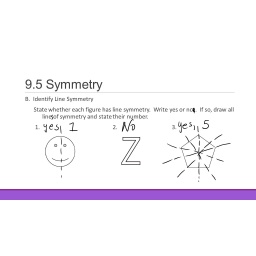 9.5 Symmetry
B. Identify Line Symmetry
State whether each figure has line symmetry. Write yes or no. If so, draw all
lines of symmetry and state their number.
1. yes, 1 2. No 3. yes, 5